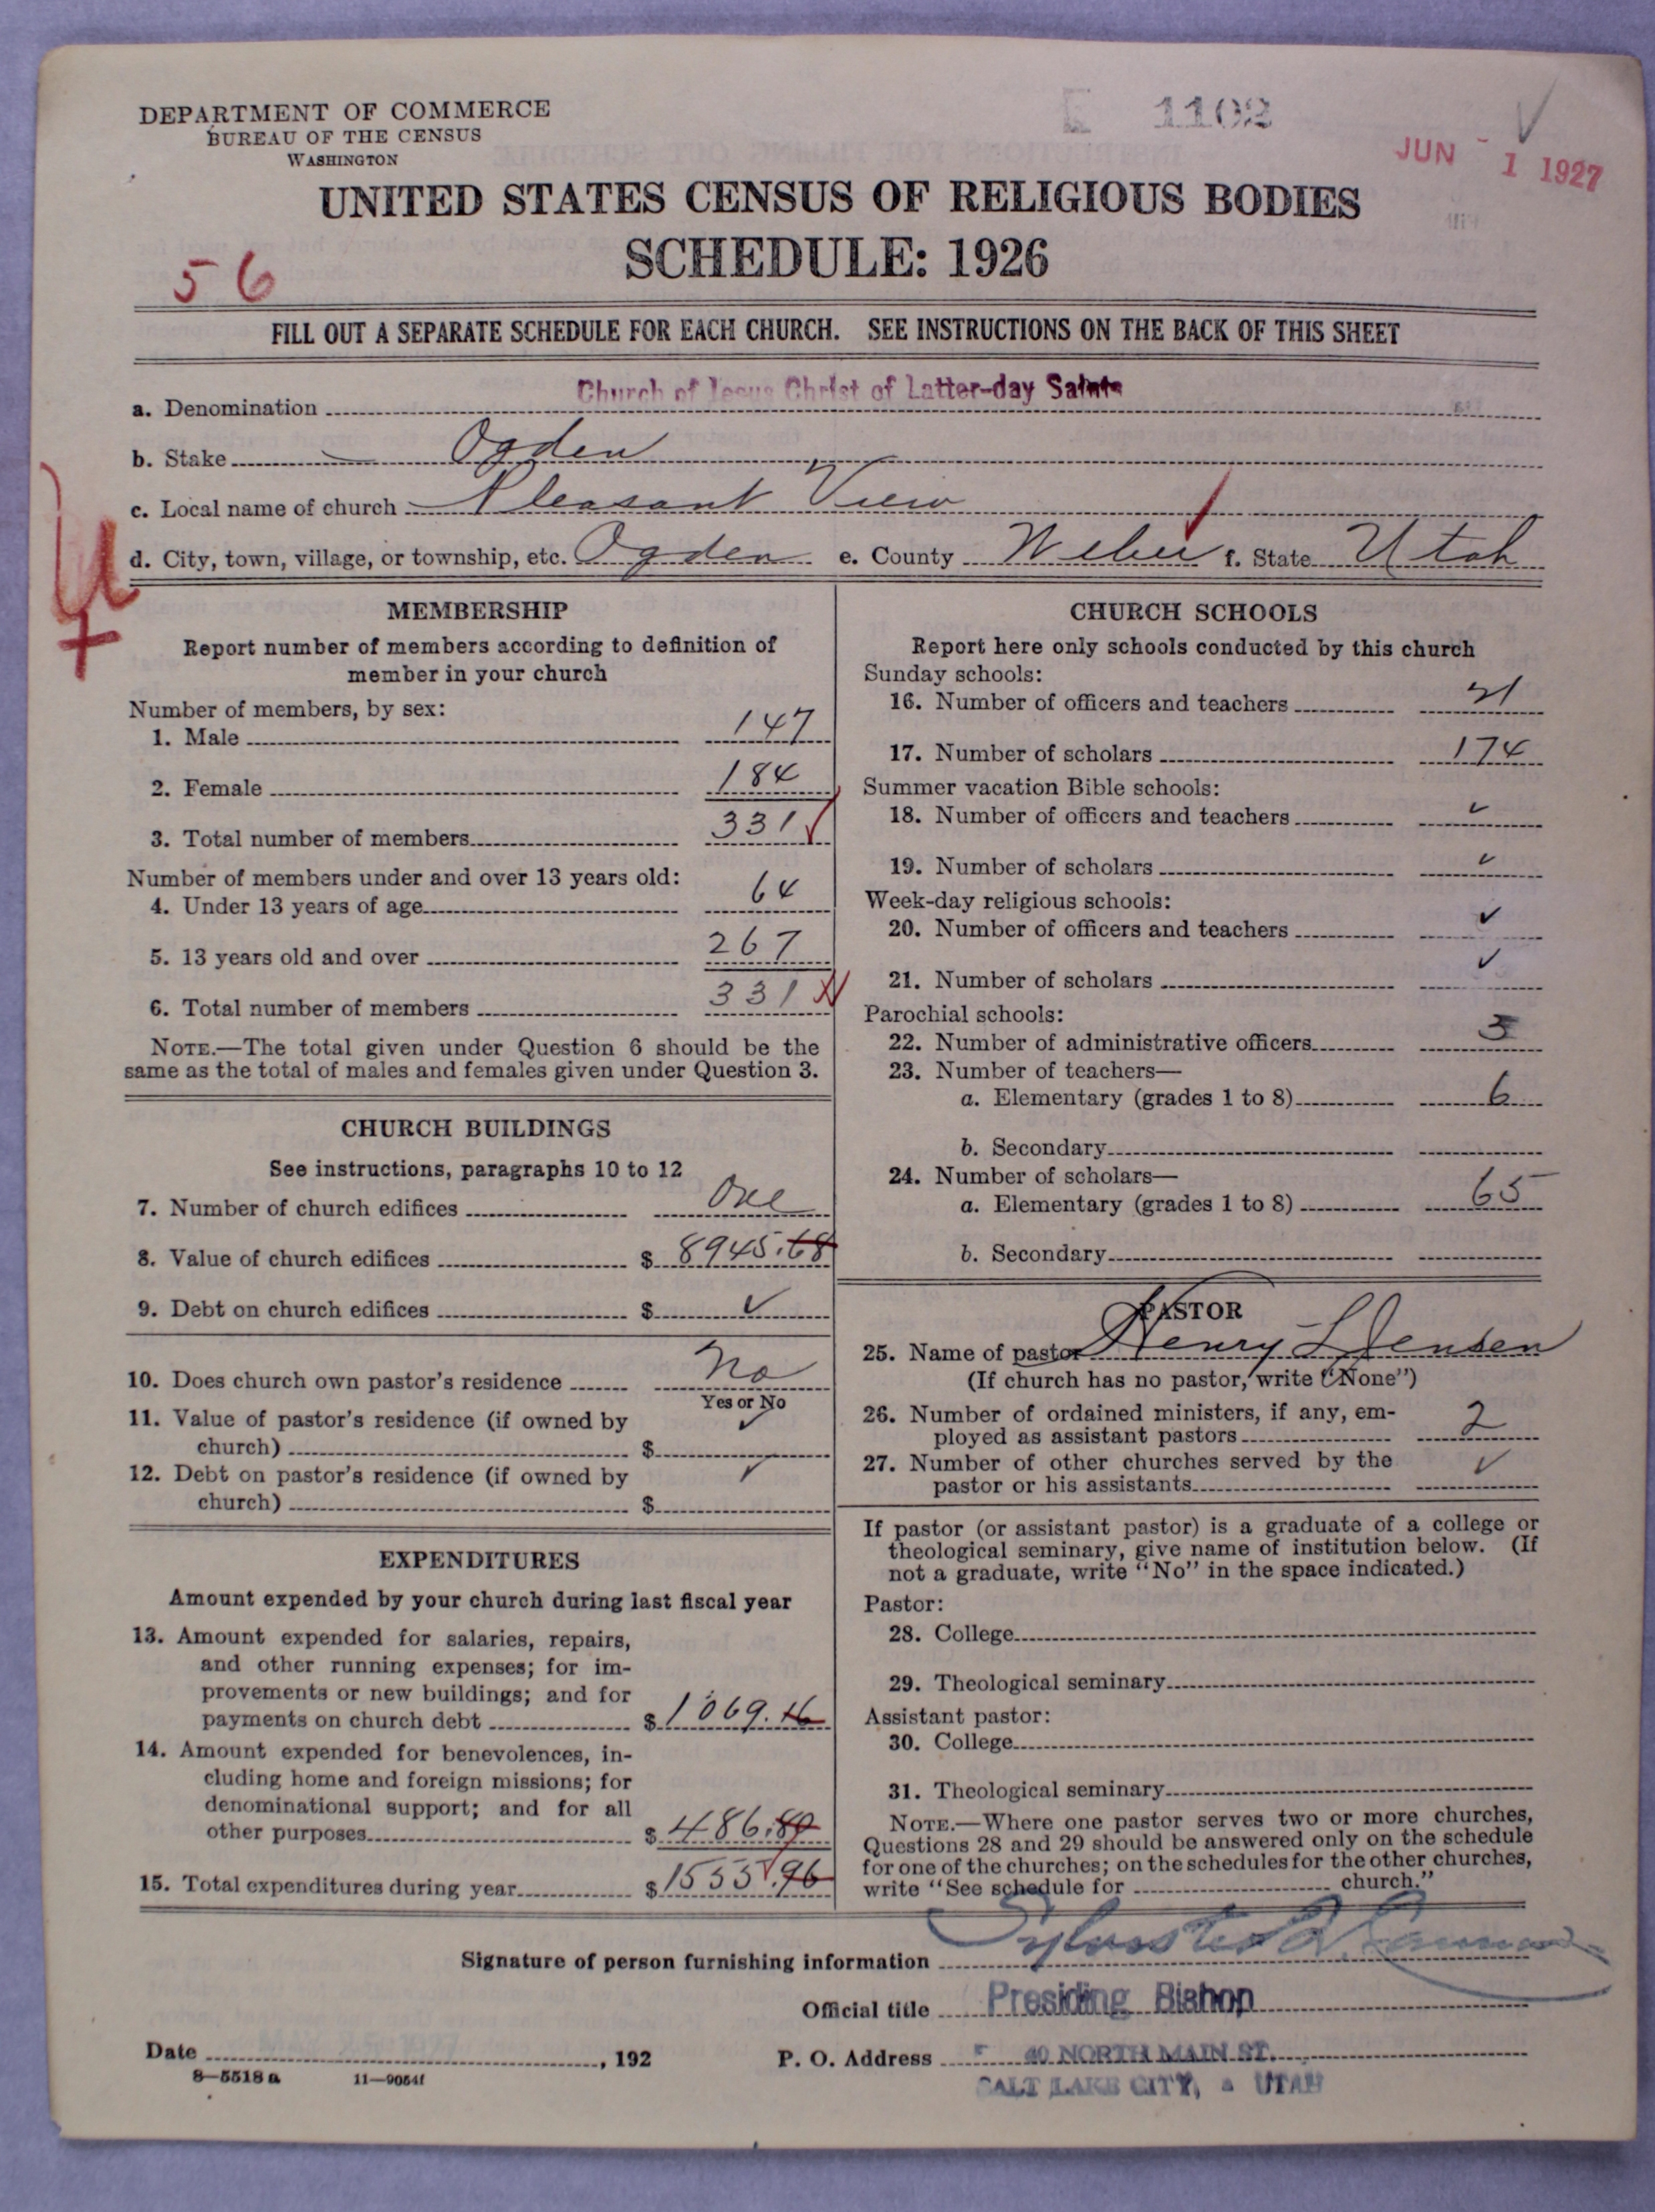 DEPARTMENT OF COMMERCE
BUREAU OF THE CENSUS
WASHINGTON
1102
JUN - 1 1927
UNITED STATES CENSUS OF RELIGIOUS BODIES
SCHEDULE: 1926
56
FILL OUT A SEPARATE SCHEDULE FOR EACH CHURCH. SEE INSTRUCTIONS ON THE BACK OF THIS SHEET
a. Denomination Church of Jesus Christ of Latter-day Saints
b. Stake Ogden
c. Local name of church Pleasant View
d. City, town, village, or township, etc. Ogden e. County Weber f. State Utah
MEMBERSHIP
Report number of members according to definition of
member in your church
Number of members, by sex:
1. Male 147
2. Female 184
3. Total number of members 331
Number of members under and over 13 years old:
4. Under 13 years of age 64
5. 13 years old and over 267
6. Total number of members 331
NOTE.—The total given under Question 6 should be the
same as the total of males and females given under Question 3.
CHURCH BUILDINGS
See instructions, paragraphs 10 to 12
7. Number of church edifices One
8. Value of church edifices $ 8945.68
9. Debt on church edifices $ ✓
10. Does church own pastor's residence No
Yes or No
11. Value of pastor's residence (if owned by ✓
church) $
12. Debt on pastor's residence (if owned by ✓
church) $
EXPENDITURES
Amount expended by your church during last fiscal year
13. Amount expended for salaries, repairs,
and other running expenses; for im-
provements or new buildings; and for
payments on church debt $ 1069.16
14. Amount expended for benevolences, in-
cluding home and foreign missions; for
denominational support; and for all
other purposes $ 486.80
15. Total expenditures during year $ 1555.96
CHURCH SCHOOLS
Report here only schools conducted by this church
Sunday schools:
16. Number of officers and teachers 21
17. Number of scholars 174
Summer vacation Bible schools:
18. Number of officers and teachers ✓
19. Number of scholars ✓
Week-day religious schools:
20. Number of officers and teachers ✓
21. Number of scholars ✓
Parochial schools:
22. Number of administrative officers 3
23. Number of teachers—
a. Elementary (grades 1 to 8) 6
b. Secondary
24. Number of scholars—
a. Elementary (grades 1 to 8) 65
b. Secondary
PASTOR
25. Name of pastor Henry L Jensen
(If church has no pastor, write "None")
26. Number of ordained ministers, if any, em-
ployed as assistant pastors 2
27. Number of other churches served by the
pastor or his assistants ✓
If pastor (or assistant pastor) is a graduate of a college or
theological seminary, give name of institution below. (If
not a graduate, write "No" in the space indicated.)
Pastor:
28. College
29. Theological seminary
Assistant pastor:
30. College
31. Theological seminary
NOTE.—Where one pastor serves two or more churches,
Questions 28 and 29 should be answered only on the schedule
for one of the churches; on the schedules for the other churches,
write "See schedule for church."
Signature of person furnishing information Sylvester Q. Cannon
Official title Presiding Bishop
Date MAY 25 1927, 192 P. O. Address 40 NORTH MAIN ST.
SALT LAKE CITY, UTAH
8—5518 a 11—9054f